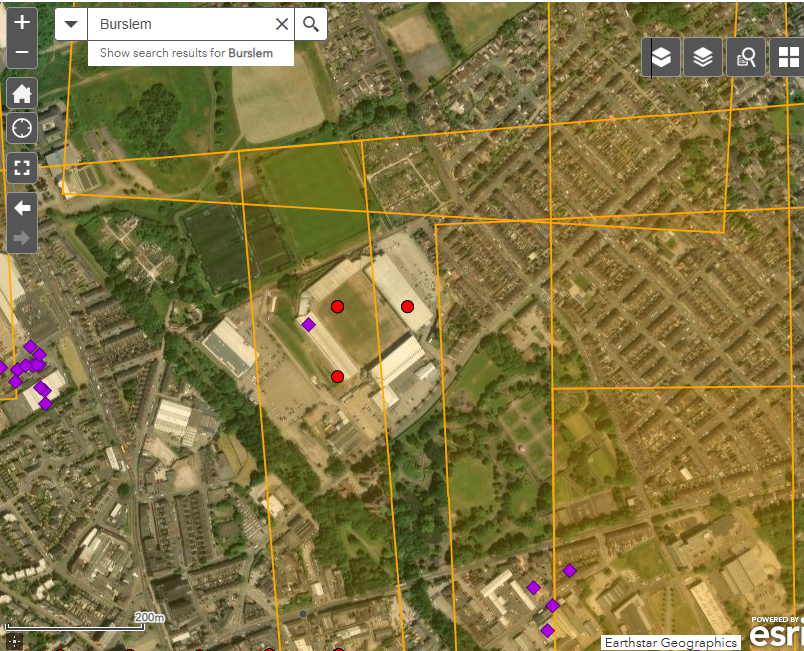 Burslem
Show search results for Burslem
200m
Earthstar Geographics
POWERED BY
esri